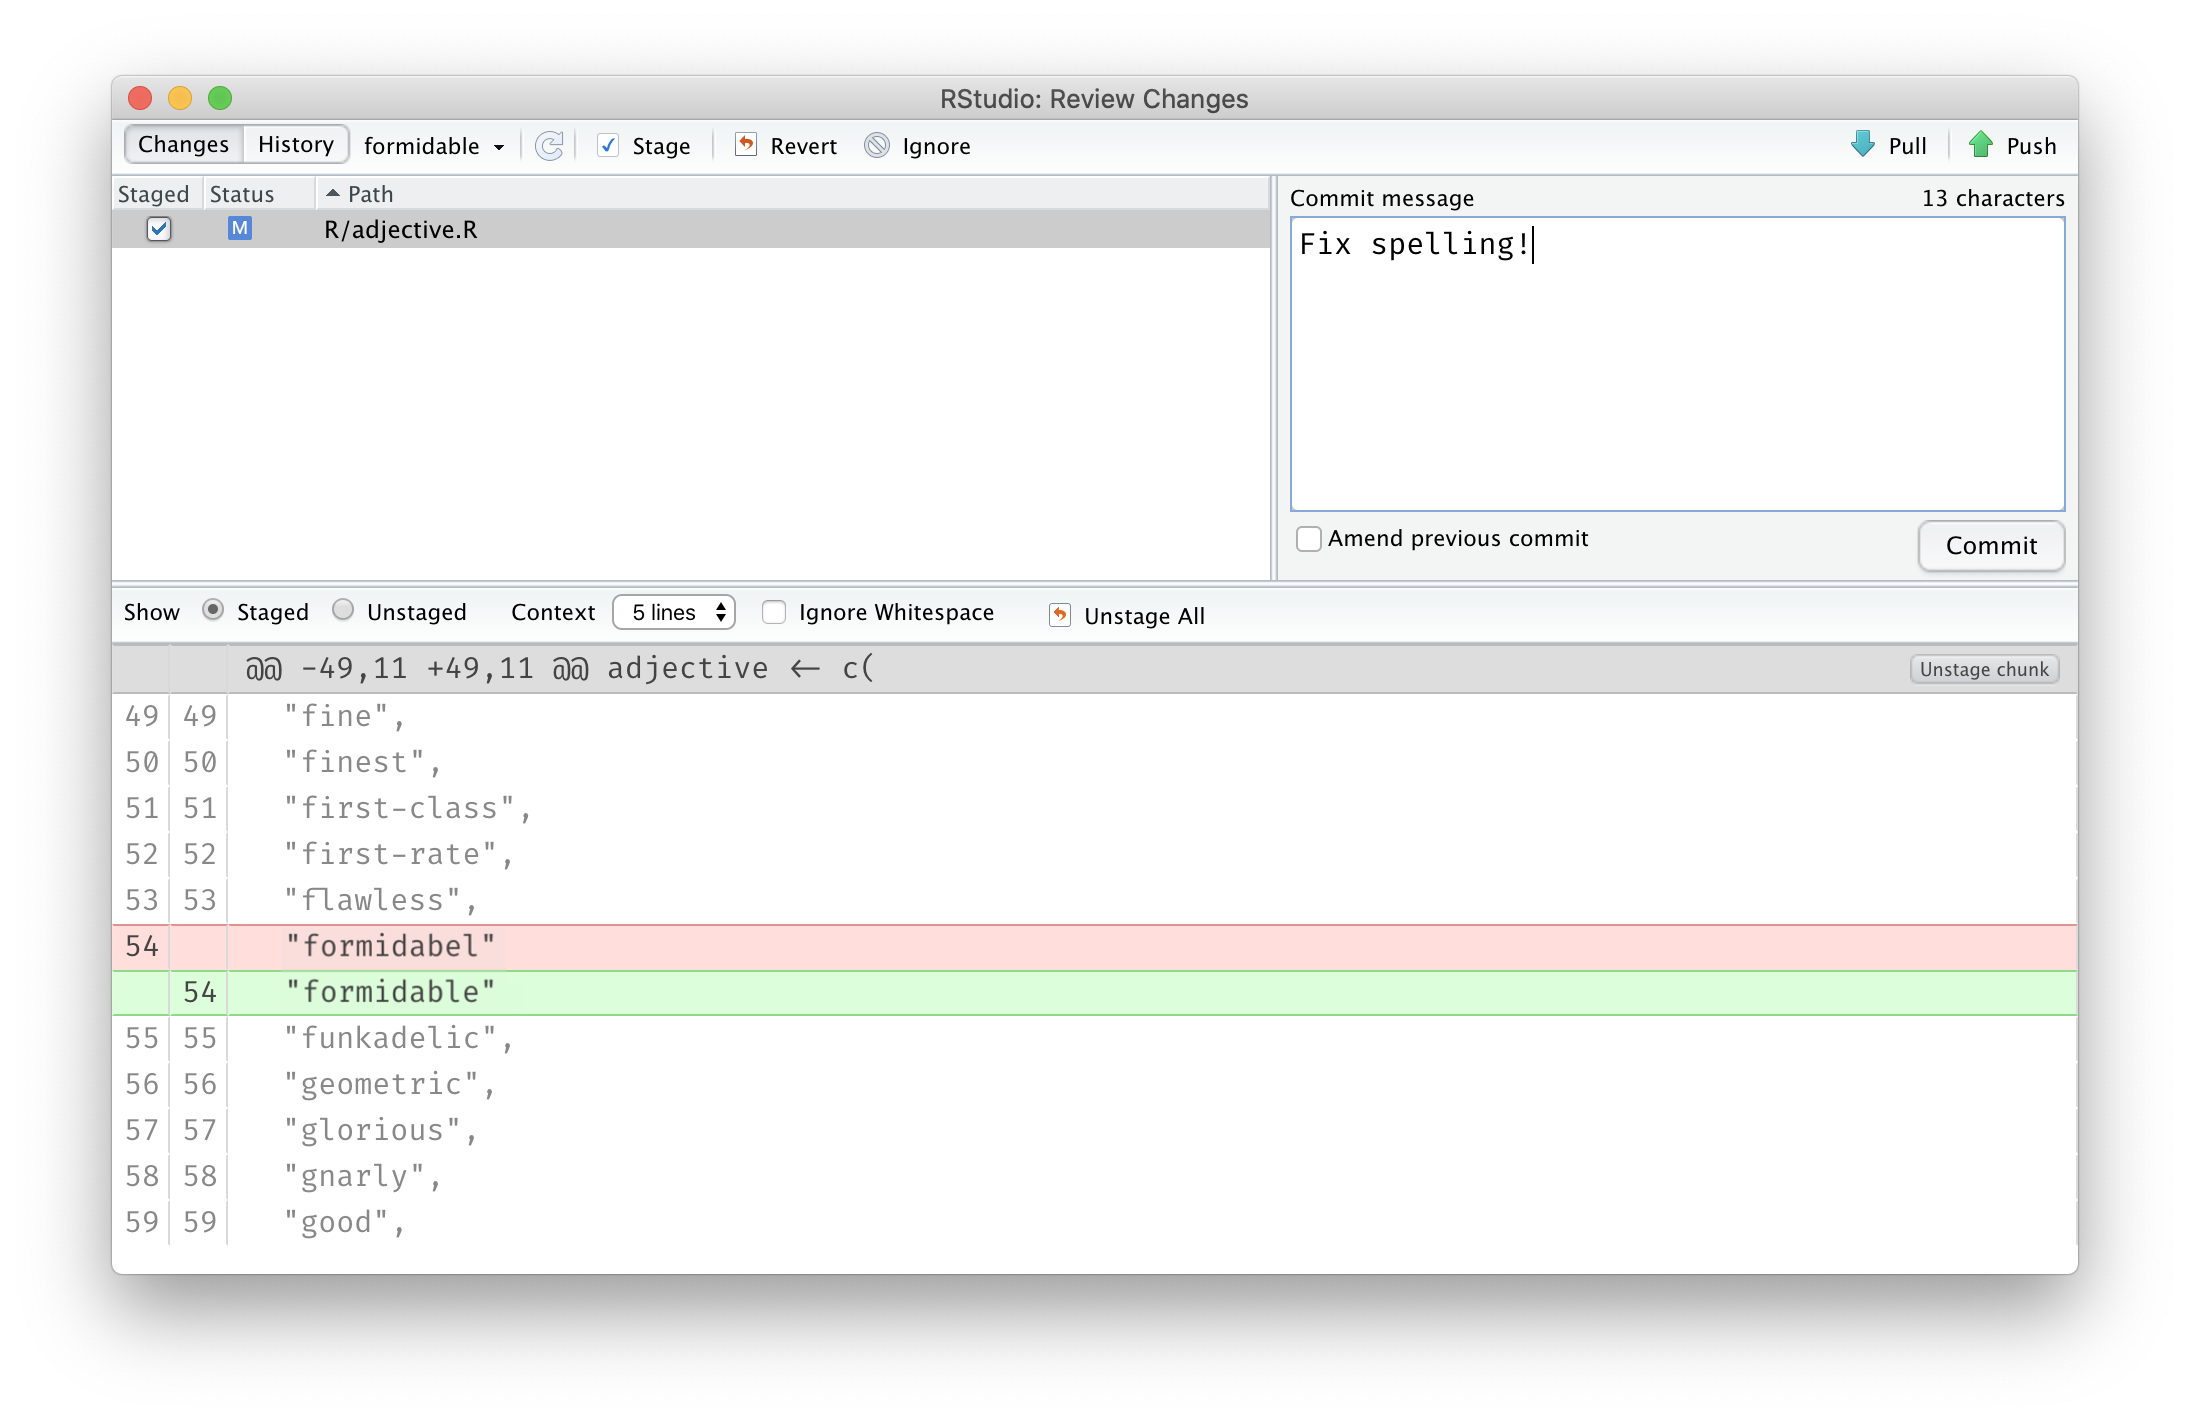 RStudio: Review Changes
Changes History formidable Stage Revert Ignore Pull Push
Staged Status Path
M R/adjective.R
Commit message 13 characters
Fix spelling!
Amend previous commit
Commit
Show Staged Unstaged Context 5 lines Ignore Whitespace Unstage All
@@ -49,11 +49,11 @@ adjective ← c( Unstage chunk
49 49 "fine",
50 50 "finest",
51 51 "first-class",
52 52 "first-rate",
53 53 "flawless",
54 "formidabel"
54 "formidable"
55 55 "funkadelic",
56 56 "geometric",
57 57 "glorious",
58 58 "gnarly",
59 59 "good",